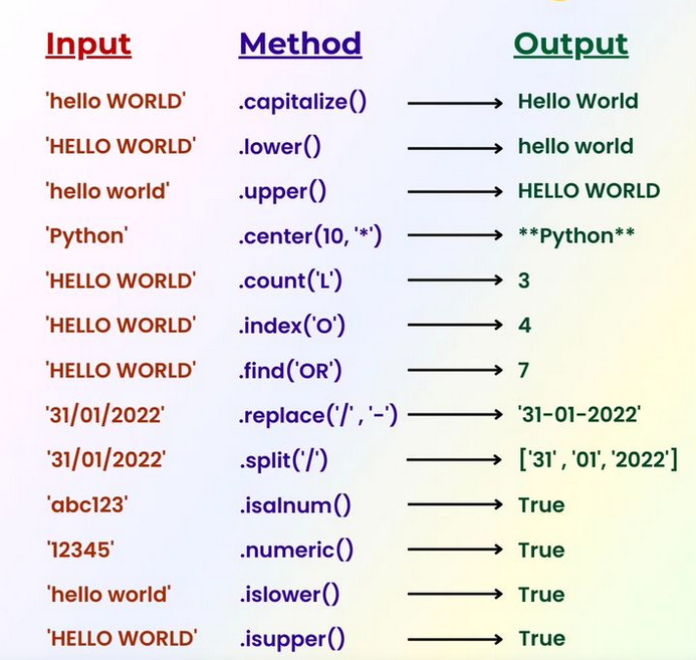 Input Method Output
'hello WORLD' .capitalize() Hello World
'HELLO WORLD' .lower() hello world
'hello world' .upper() HELLO WORLD
'Python' .center(10, '*') **Python**
'HELLO WORLD' .count('L') 3
'HELLO WORLD' .index('O') 4
'HELLO WORLD' .find('OR') 7
'31/01/2022' .replace('/' , '-') '31-01-2022'
'31/01/2022' .split('/') ['31' , '01', '2022']
'abc123' .isalnum() True
'12345' .numeric() True
'hello world' .islower() True
'HELLO WORLD' .isupper() True